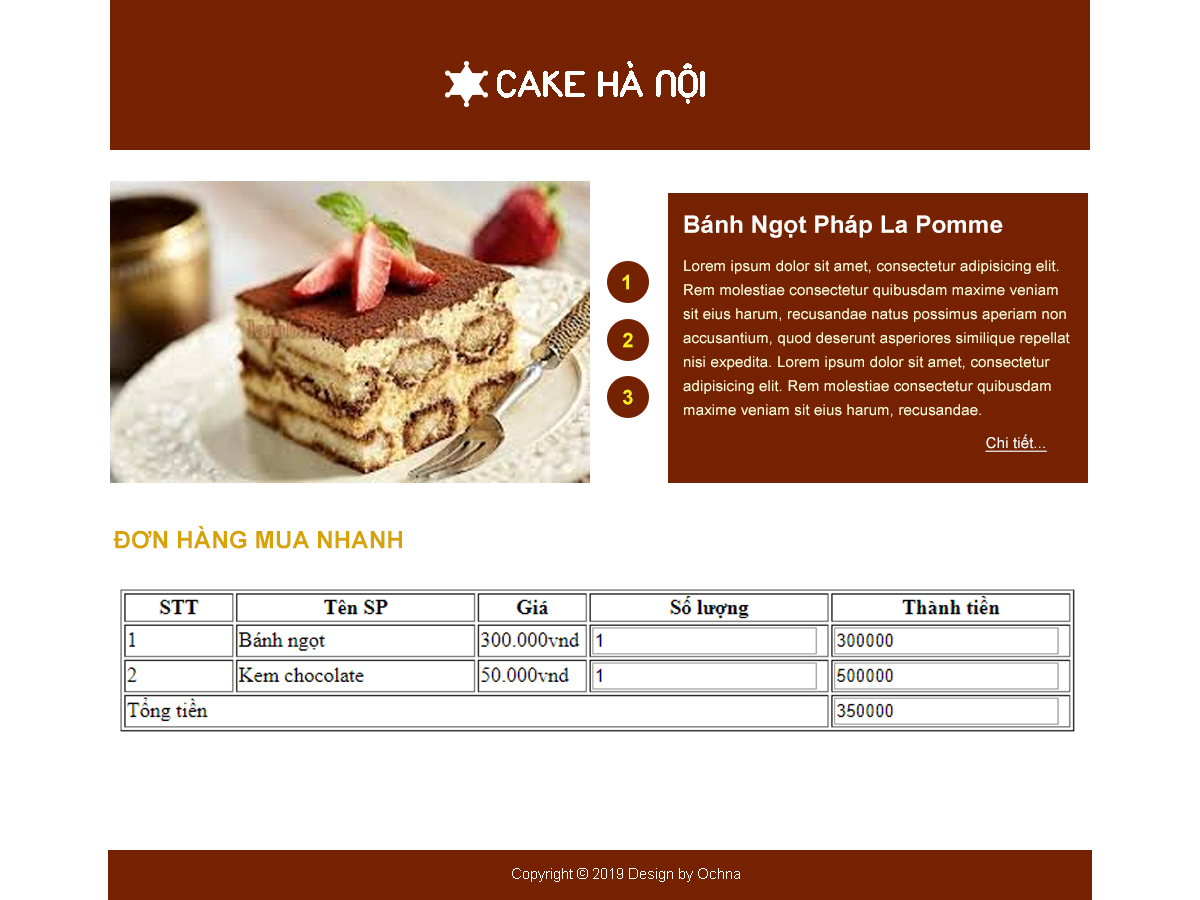 CAKE HÀ NỘI
1
2
3
Bánh Ngọt Pháp La Pomme
Lorem ipsum dolor sit amet, consectetur adipisicing elit.
Rem molestiae consectetur quibusdam maxime veniam
sit eius harum, recusandae natus possimus aperiam non
accusantium, quod deserunt asperiores similique repellat
nisi expedita. Lorem ipsum dolor sit amet, consectetur
adipisicing elit. Rem molestiae consectetur quibusdam
maxime veniam sit eius harum, recusandae.
Chi tiết...
ĐƠN HÀNG MUA NHANH
STT Tên SP Giá Số lượng Thành tiền
1 Bánh ngọt 300.000vnd 1 300000
2 Kem chocolate 50.000vnd 1 500000
Tổng tiền 350000
Copyright © 2019 Design by Ochna